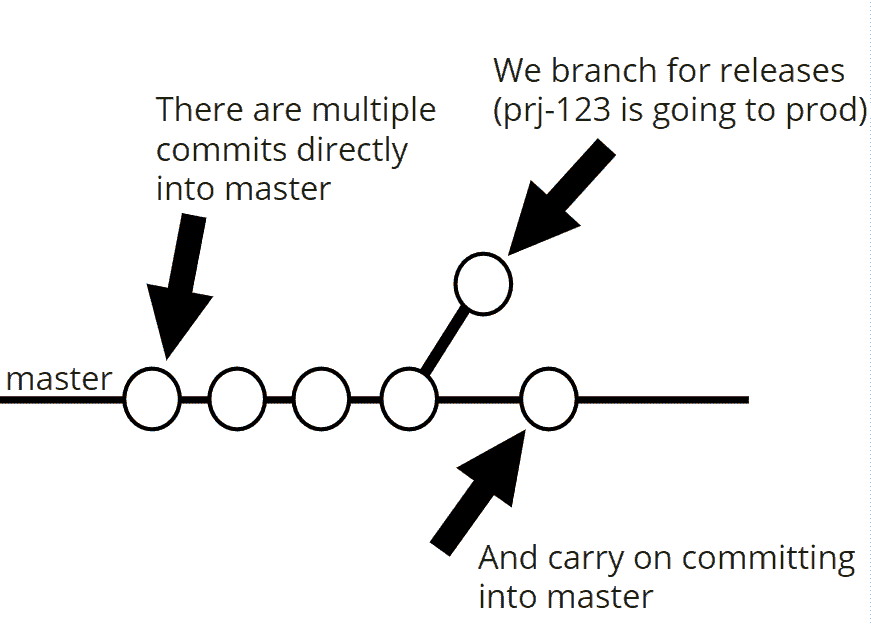 We branch for releases
(prj-123 is going to prod)
There are multiple
commits directly
into master
master
And carry on committing
into master